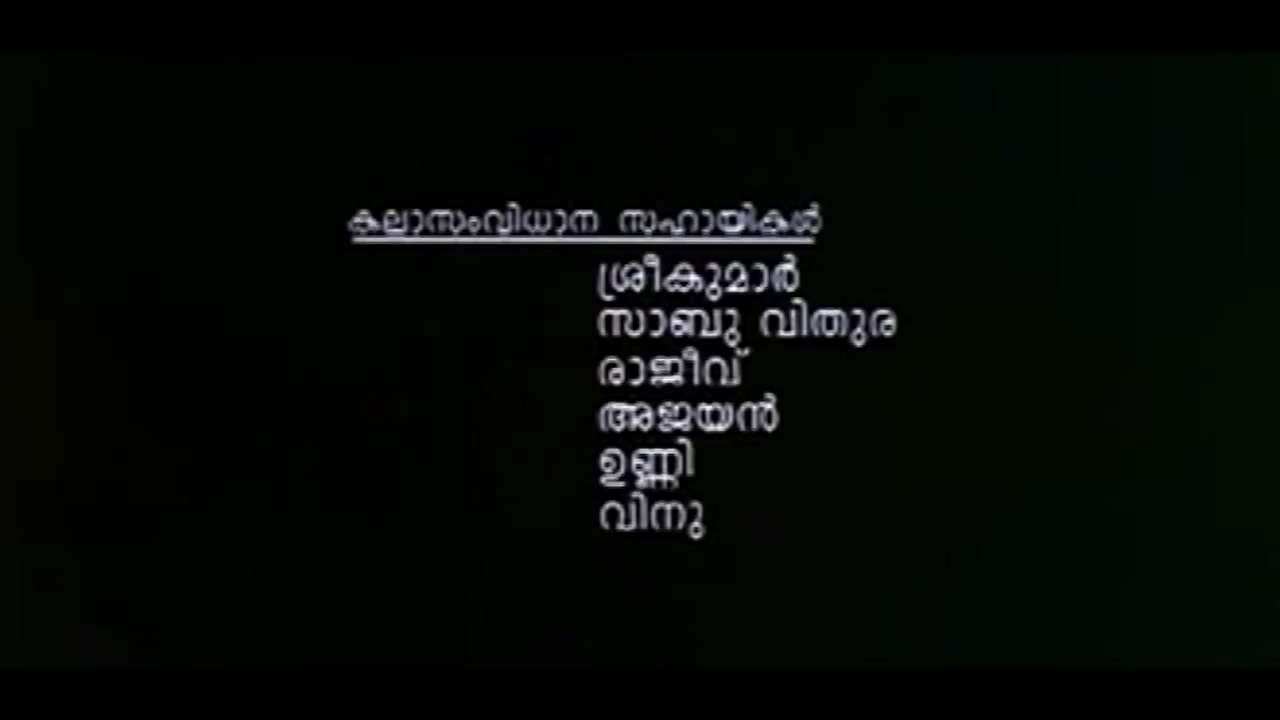 കലാസംവിധാന സഹായികൾ
ശ്രീകുമാർ
സാബു വിതുര
രാജീവ്
അജയൻ
ഉണ്ണി
വിനു